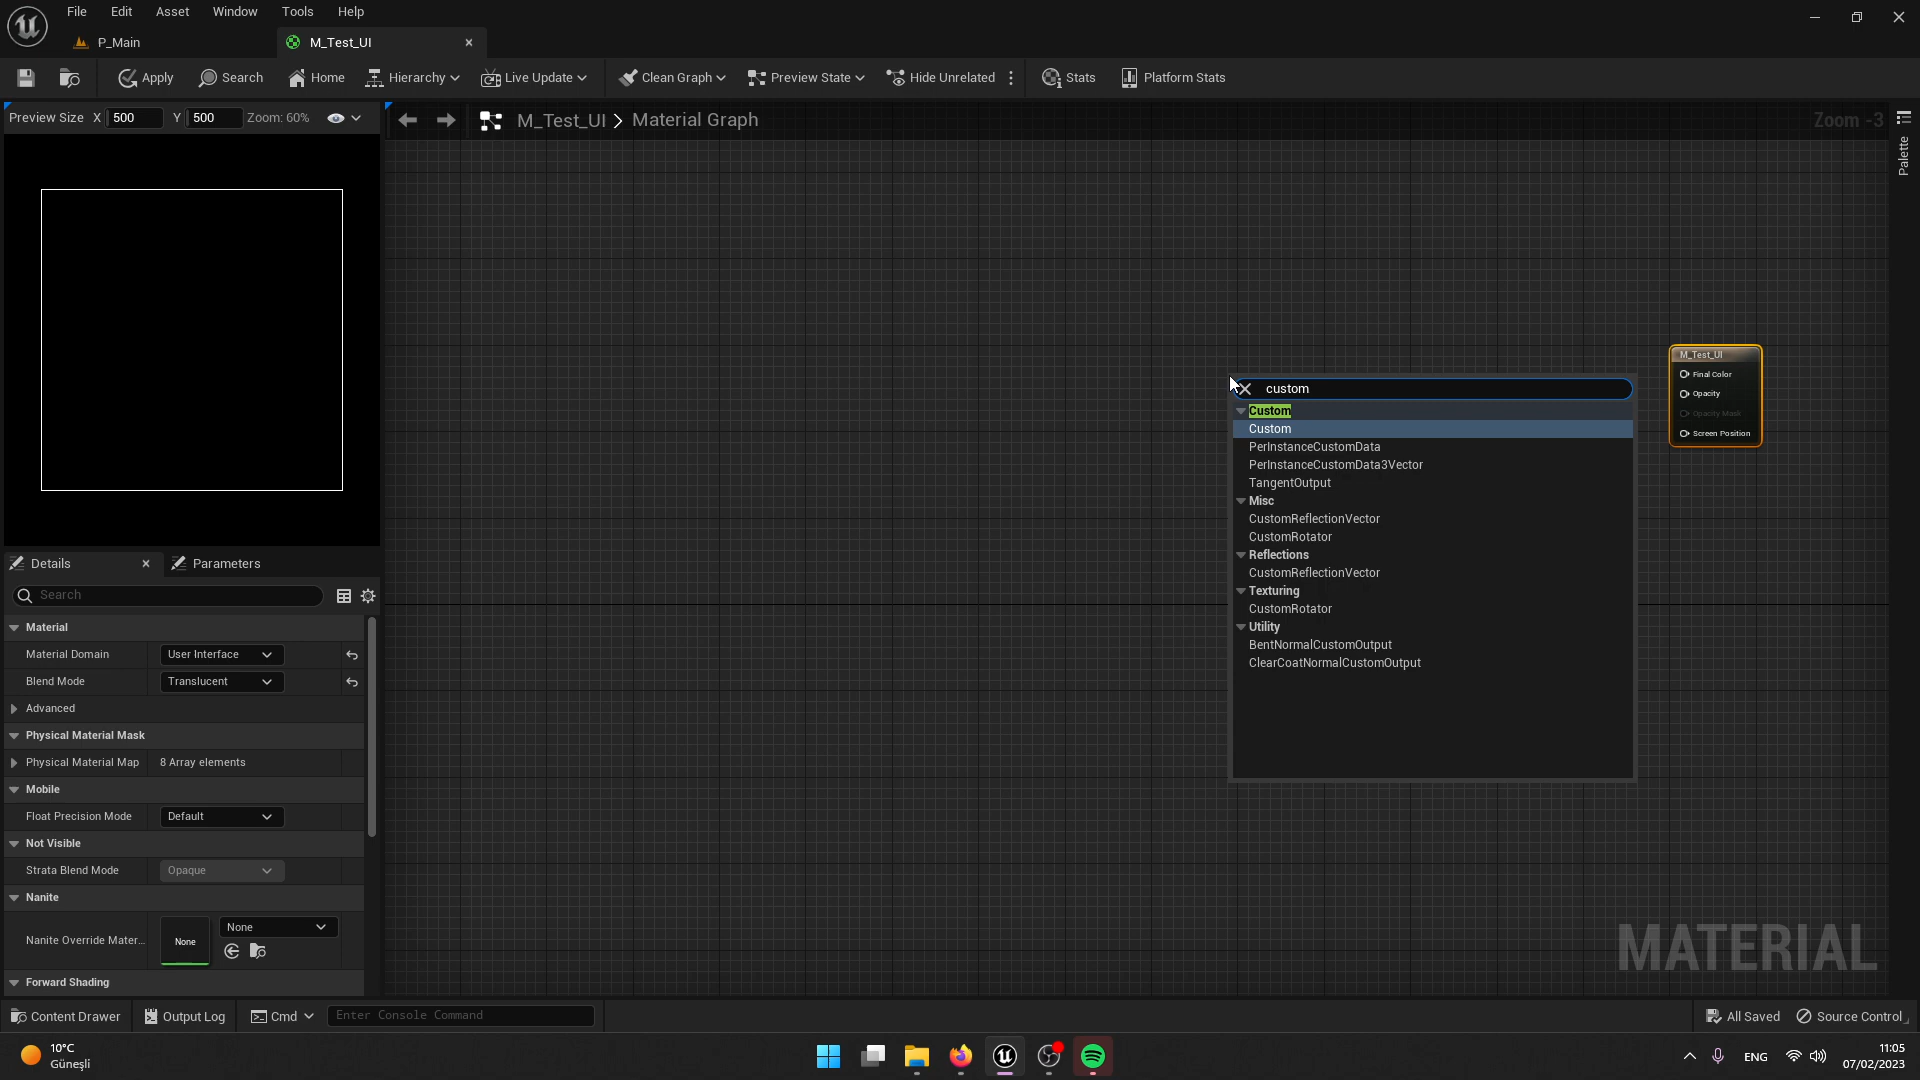 File Edit Asset Window Tools Help
P_Main
M_Test_UI
Apply Search Home Hierarchy Live Update Clean Graph Preview State Hide Unrelated Stats Platform Stats
Preview Size X 500 Y 500 Zoom: 60%
M_Test_UI Material Graph
Zoom -3
Palette
custom
Custom
Custom
PerInstanceCustomData
PerInstanceCustomData3Vector
TangentOutput
Misc
CustomReflectionVector
CustomRotator
Reflections
CustomReflectionVector
Texturing
CustomRotator
Utility
BentNormalCustomOutput
ClearCoatNormalCustomOutput
M_Test_UI
Final Color
Opacity
Opacity Mask
Screen Position
Details Parameters
Search
Material
Material Domain User Interface
Blend Mode Translucent
Advanced
Physical Material Mask
Physical Material Map 8 Array elements
Mobile
Float Precision Mode Default
Not Visible
Strata Blend Mode Opaque
Nanite
Nanite Override Mater... None None
Forward Shading
MATERIAL
Content Drawer Output Log Cmd Enter Console Command All Saved Source Control
10°C
Güneşli
ENG
11:05
07/02/2023